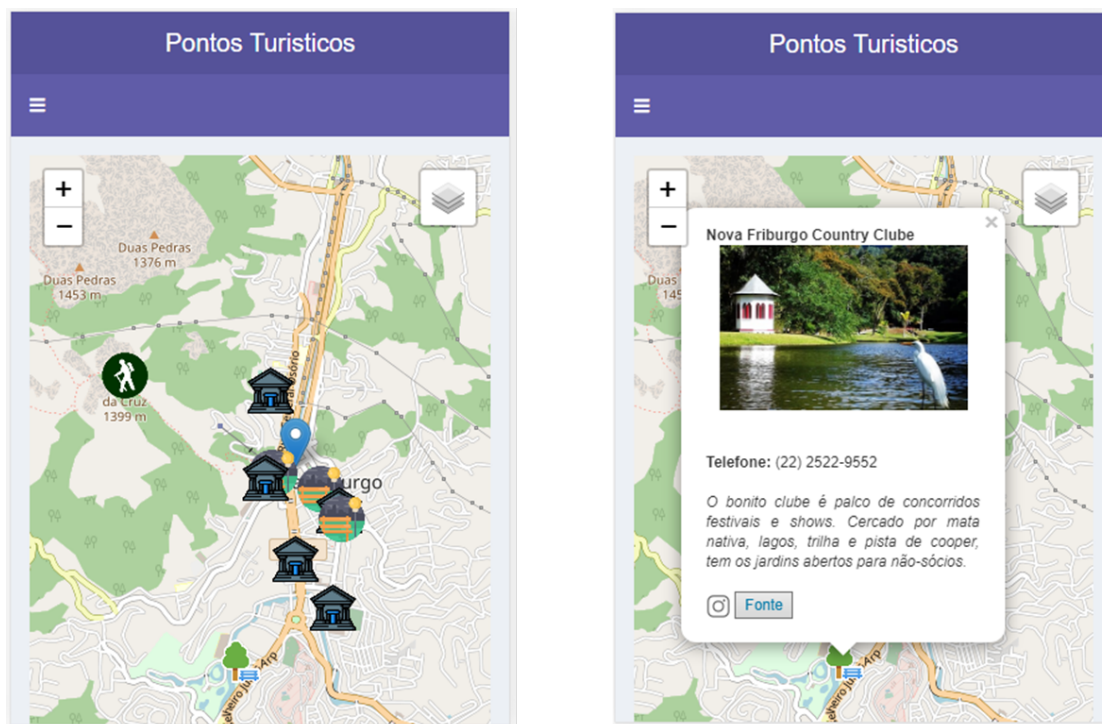 Pontos Turisticos
+
−
Duas Pedras
1376 m
Duas Pedras
1453 m
da Cruz
1399 m
Pontos Turisticos
+
−
Nova Friburgo Country Clube
×
Duas
Telefone: (22) 2522-9552
O bonito clube é palco de concorridos
festivais e shows. Cercado por mata
nativa, lagos, trilha e pista de cooper,
tem os jardins abertos para não-sócios.
Fonte